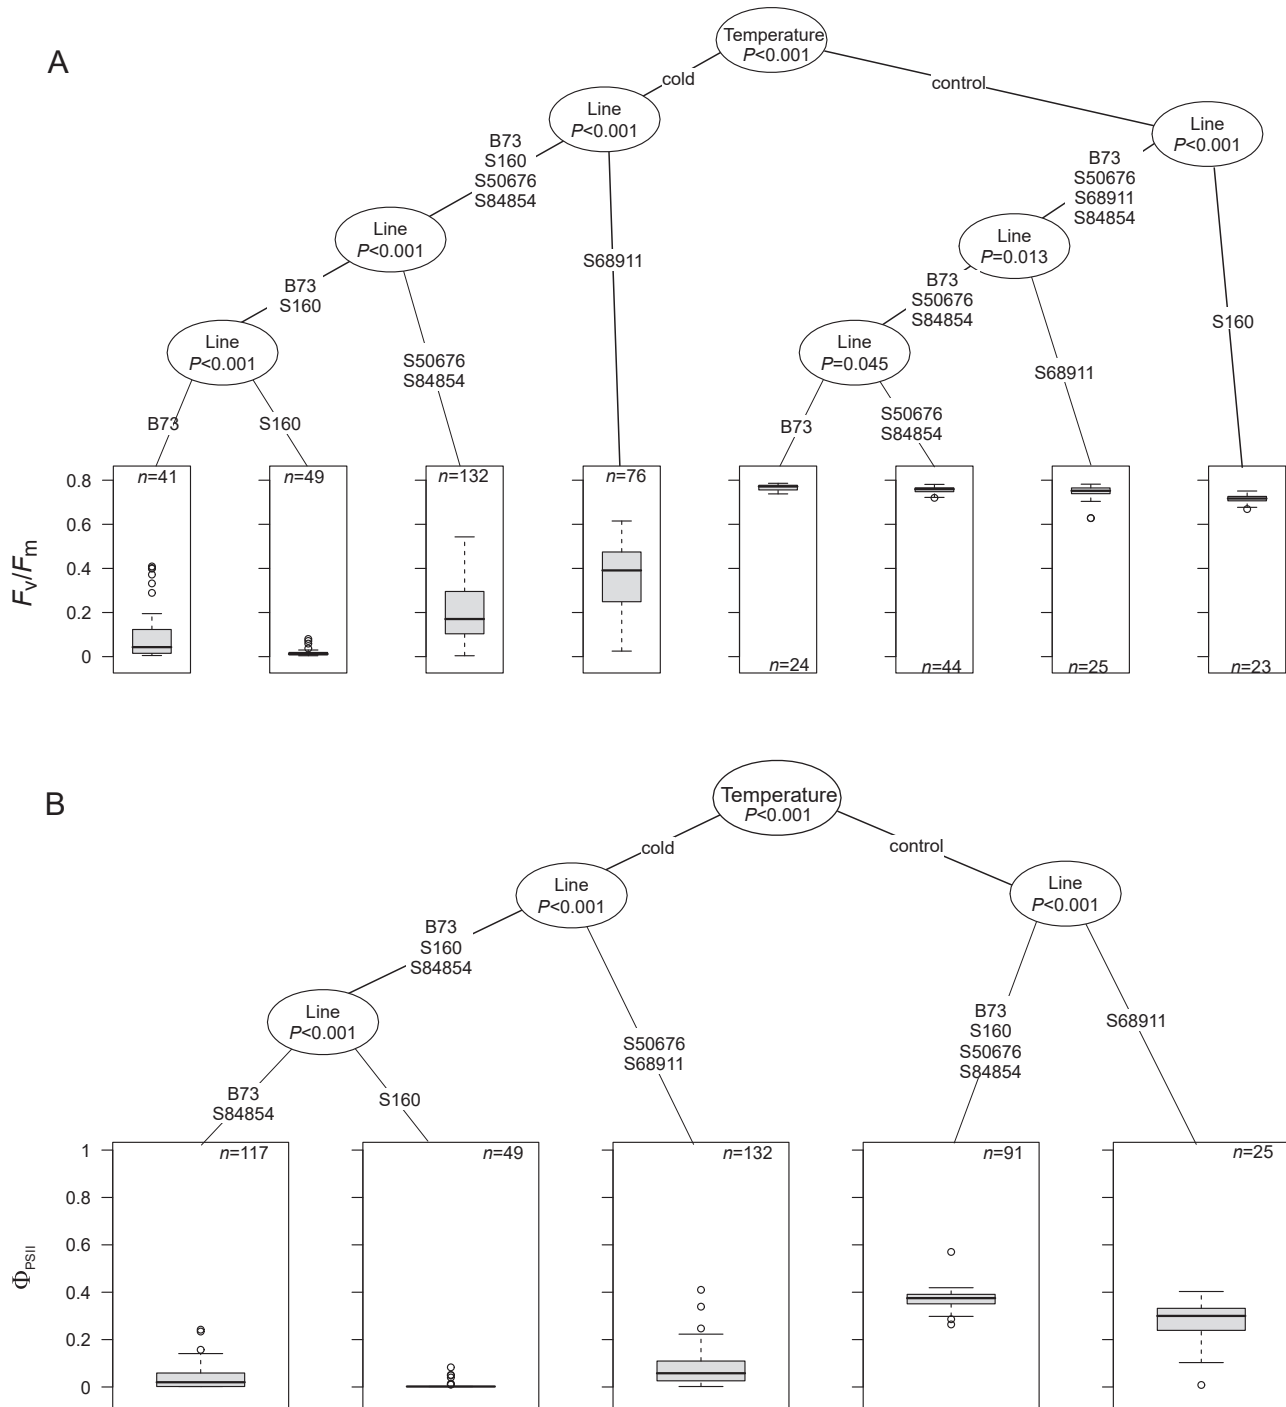 A
Temperature
P<0.001
cold
control
Line
P<0.001
Line
P<0.001
B73
S160
S50676
S84854
B73
S50676
S68911
S84854
Line
P<0.001
S68911
Line
P=0.013
B73
S160
B73
S50676
S84854
S160
Line
P<0.001
S50676
S84854
Line
P=0.045
S68911
B73
S160
B73
S50676
S84854
n=41
n=49
n=132
n=76
0.8
0.6
0.4
0.2
0
Fv/Fm
n=24
n=44
n=25
n=23
B
Temperature
P<0.001
cold
control
Line
P<0.001
Line
P<0.001
B73
S160
S84854
Line
P<0.001
S50676
S68911
B73
S160
S50676
S84854
S68911
B73
S84854
S160
n=117
n=49
n=132
n=91
n=25
1
0.8
0.6
0.4
0.2
0
ΦPSII